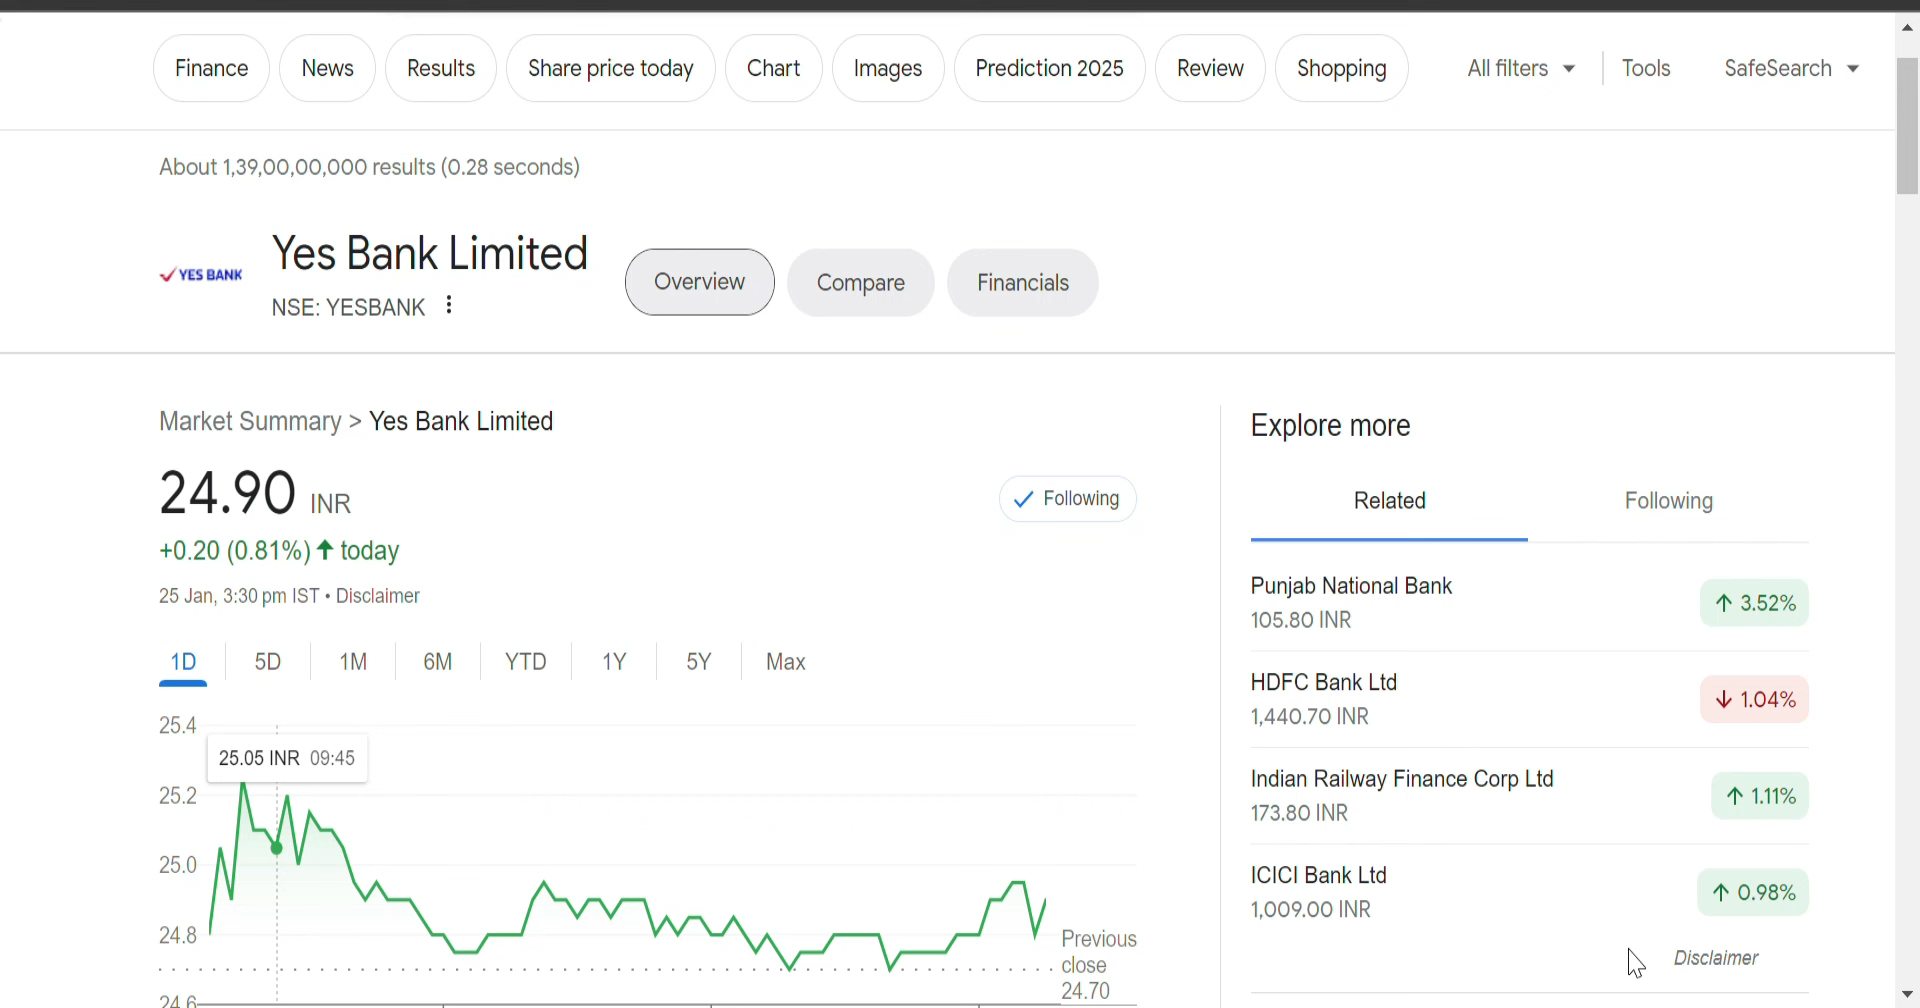 Finance News Results Share price today Chart Images Prediction 2025 Review Shopping All filters Tools SafeSearch
About 1,39,00,00,000 results (0.28 seconds)
YES BANK
Yes Bank Limited
NSE: YESBANK
Overview Compare Financials
Market Summary > Yes Bank Limited
24.90 INR
Following
+0.20 (0.81%) today
25 Jan, 3:30 pm IST • Disclaimer
1D 5D 1M 6M YTD 1Y 5Y Max
25.4
25.05 INR 09:45
25.2
25.0
24.8
24.6
Previous
close
24.70
Explore more
Related Following
Punjab National Bank
105.80 INR
3.52%
HDFC Bank Ltd
1,440.70 INR
1.04%
Indian Railway Finance Corp Ltd
173.80 INR
1.11%
ICICI Bank Ltd
1,009.00 INR
0.98%
Disclaimer